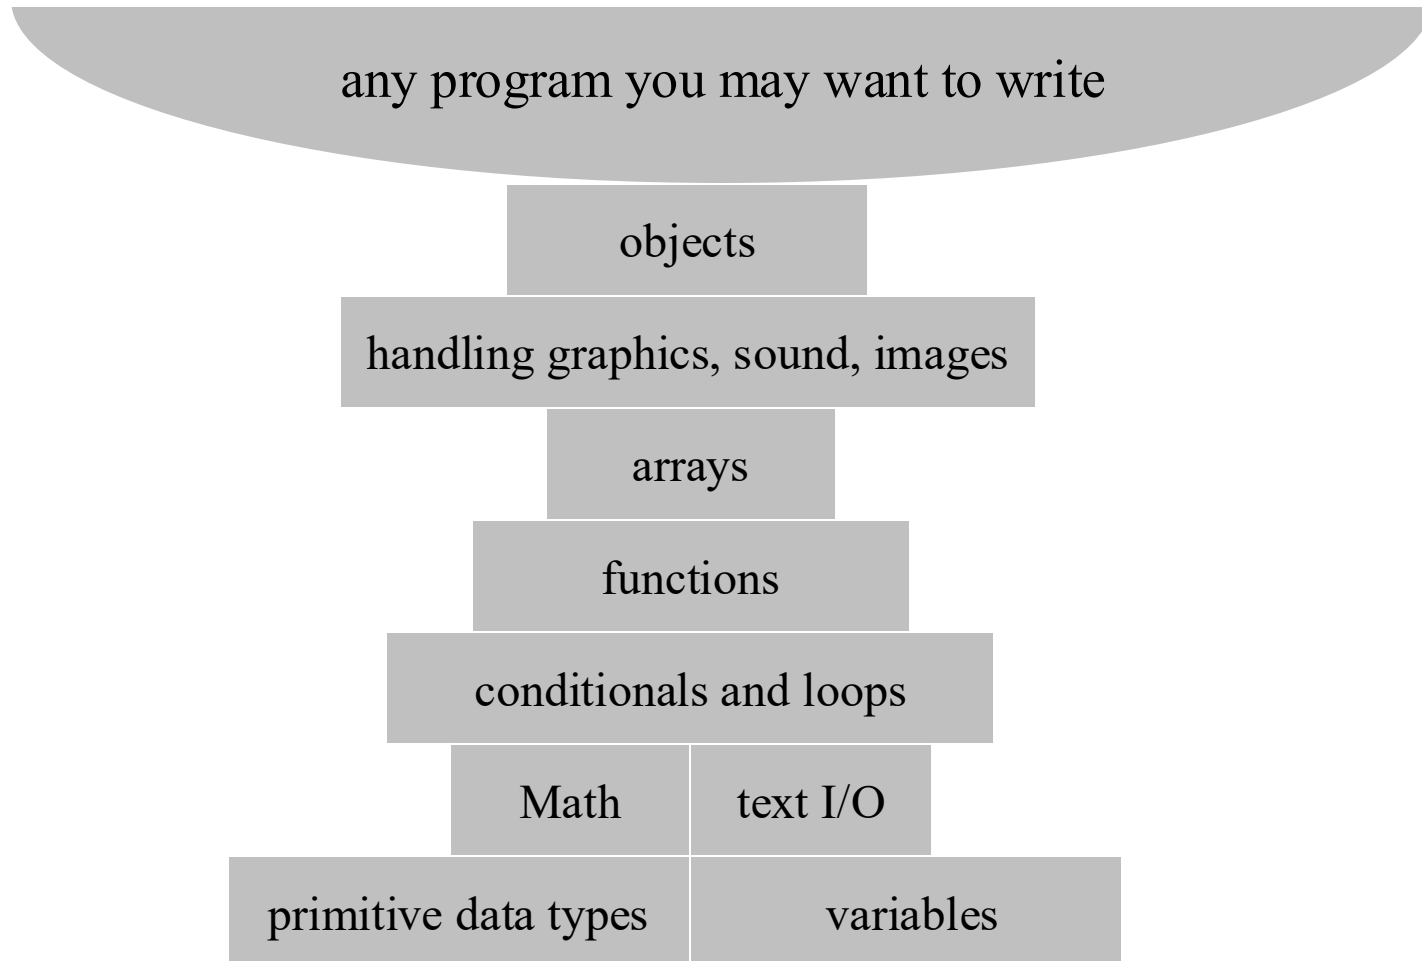 any program you may want to write
objects
handling graphics, sound, images
arrays
functions
conditionals and loops
Math text I/O
primitive data types variables